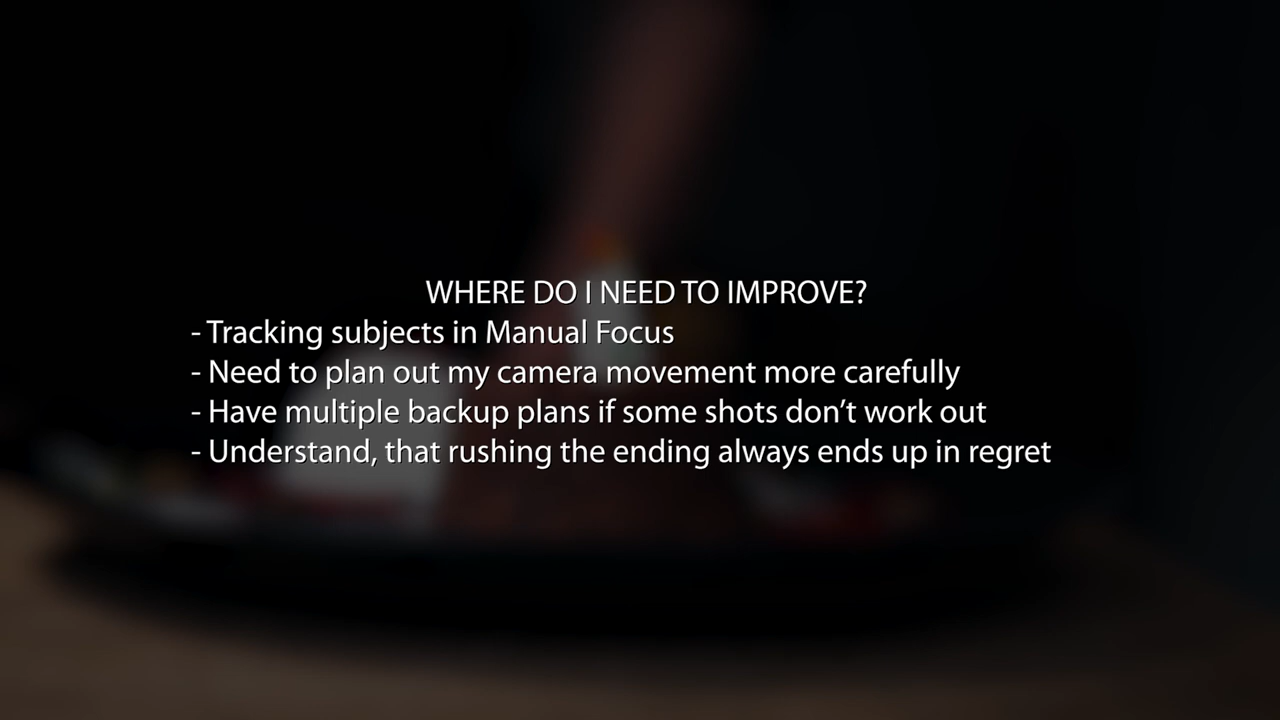 WHERE DO I NEED TO IMPROVE?
- Tracking subjects in Manual Focus
- Need to plan out my camera movement more carefully
- Have multiple backup plans if some shots don’t work out
- Understand, that rushing the ending always ends up in regret